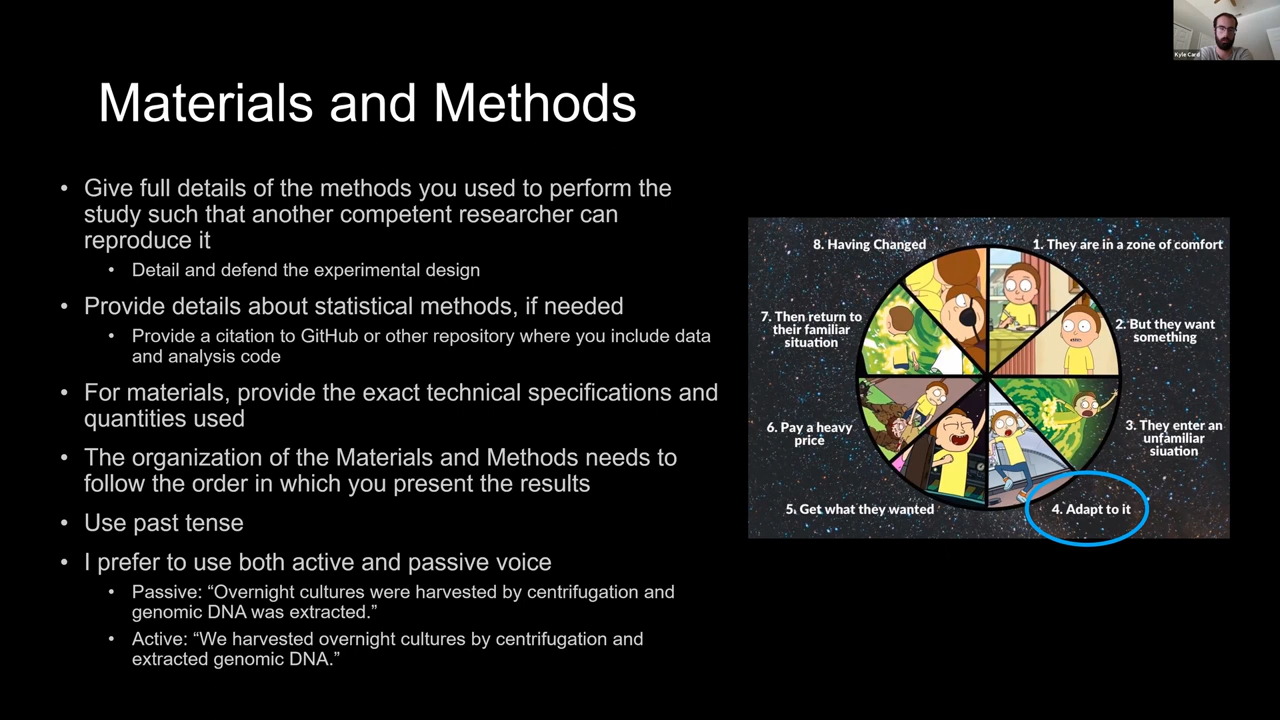 Kyle Card
Materials and Methods
• Give full details of the methods you used to perform the
study such that another competent researcher can
reproduce it
• Detail and defend the experimental design
• Provide details about statistical methods, if needed
• Provide a citation to GitHub or other repository where you include data
and analysis code
• For materials, provide the exact technical specifications and
quantities used
• The organization of the Materials and Methods needs to
follow the order in which you present the results
• Use past tense
• I prefer to use both active and passive voice
• Passive: “Overnight cultures were harvested by centrifugation and
genomic DNA was extracted.”
• Active: “We harvested overnight cultures by centrifugation and
extracted genomic DNA.”
1. They are in a zone of comfort
2. But they want
something
3. They enter an
unfamiliar
siuation
4. Adapt to it
5. Get what they wanted
6. Pay a heavy
price
7. Then return to
their familiar
situation
8. Having Changed